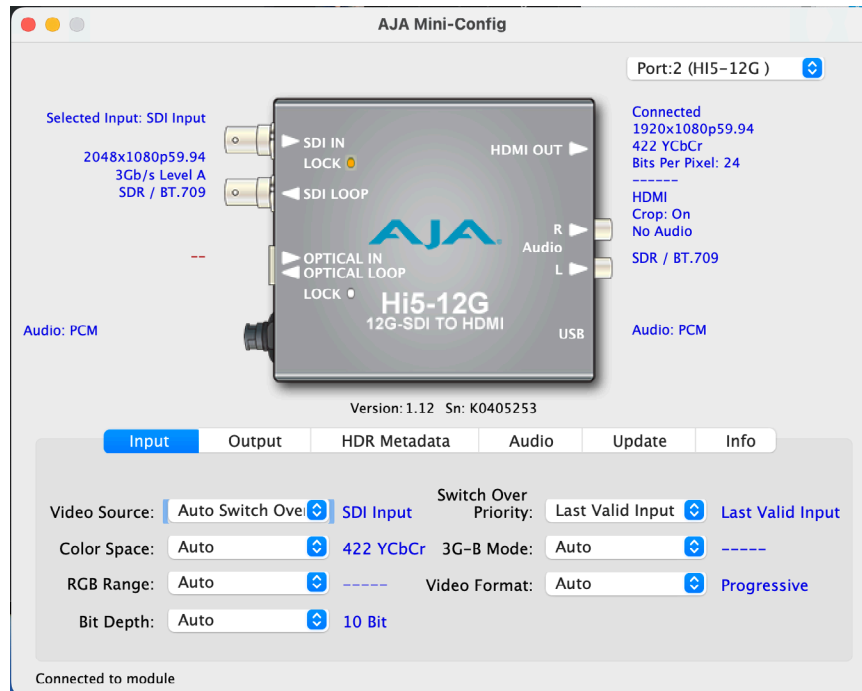 AJA Mini-Config
Port:2 (HI5-12G )
Selected Input: SDI Input
2048x1080p59.94
3Gb/s Level A
SDR / BT.709
--
Audio: PCM
SDI IN
LOCK
SDI LOOP
HDMI OUT
AJA
R
Audio
L
OPTICAL IN
OPTICAL LOOP
LOCK
Hi5-12G
12G-SDI TO HDMI
USB
Connected
1920x1080p59.94
422 YCbCr
Bits Per Pixel: 24
------
HDMI
Crop: On
No Audio
SDR / BT.709
Audio: PCM
Version: 1.12 Sn: K0405253
Input Output HDR Metadata Audio Update Info
Video Source: Auto Switch Over SDI Input
Switch Over
Priority: Last Valid Input Last Valid Input
Color Space: Auto 422 YCbCr 3G-B Mode: Auto -----
RGB Range: Auto ----- Video Format: Auto Progressive
Bit Depth: Auto 10 Bit
Connected to module